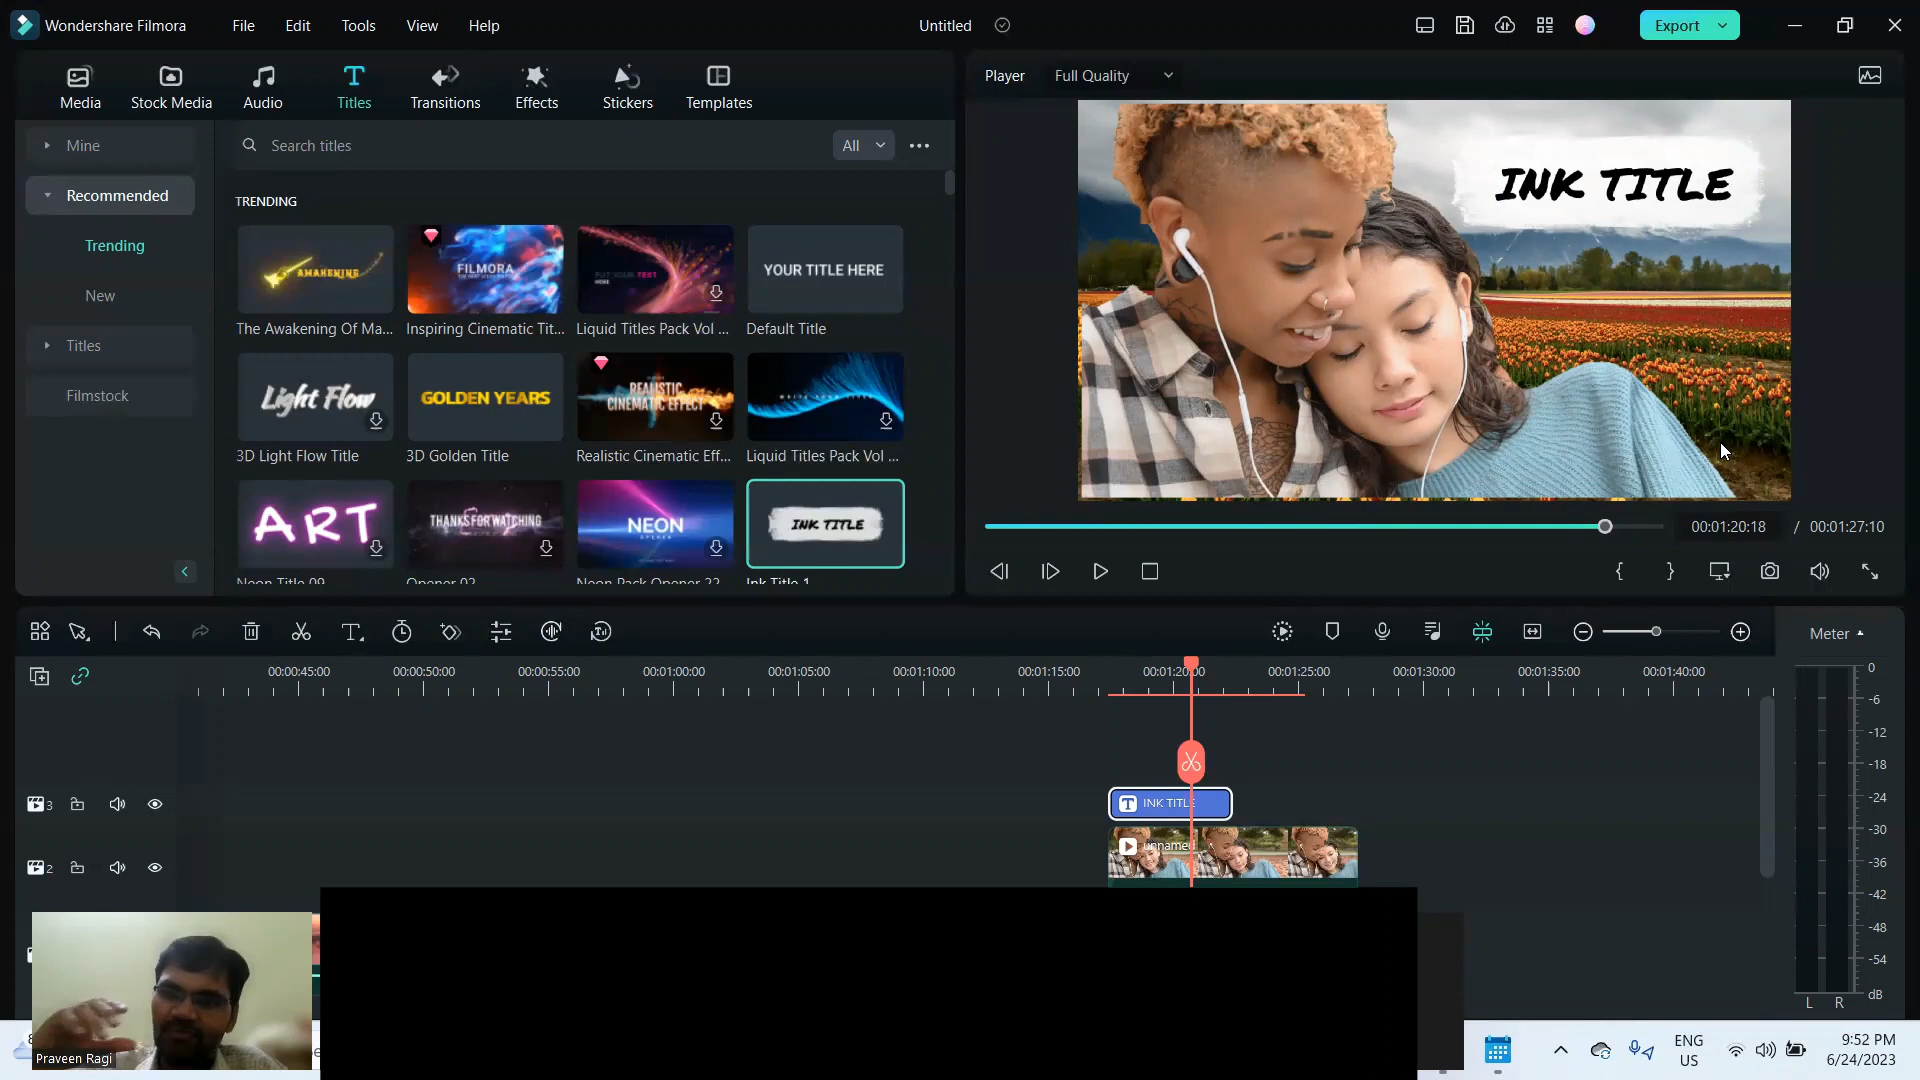 Wondershare Filmora
File
Edit
Tools
View
Help
Untitled
Export
Media
Stock Media
Audio
Titles
Transitions
Effects
Stickers
Templates
Player
Full Quality
Mine
Recommended
Trending
New
Titles
Filmstock
Search titles
All
TRENDING
AWAKENING
FILMORA
PUT YOUR TEXT
HERE
YOUR TITLE HERE
The Awakening Of Ma...
Inspiring Cinematic Tit...
Liquid Titles Pack Vol ...
Default Title
Light Flow
GOLDEN YEARS
REALISTIC
CINEMATIC EFFECT
3D Light Flow Title
3D Golden Title
Realistic Cinematic Eff...
Liquid Titles Pack Vol ...
ART
THANKS FOR WATCHING
NEON
OPENER
INK TITLE
Neon Title 09
Opener 02
Neon Pack Opener 22
Ink Title 1
INK TITLE
00:01:20:18 / 00:01:27:10
Meter
00:00:45:00
00:00:50:00
00:00:55:00
00:01:00:00
00:01:05:00
00:01:10:00
00:01:15:00
00:01:20:00
00:01:25:00
00:01:30:00
00:01:35:00
00:01:40:00
0
-6
-12
-18
-24
-30
-36
-42
-48
-54
dB
L R
3
INK TITLE
2
unnamed
Praveen Ragi
ENG
US
9:52 PM
6/24/2023